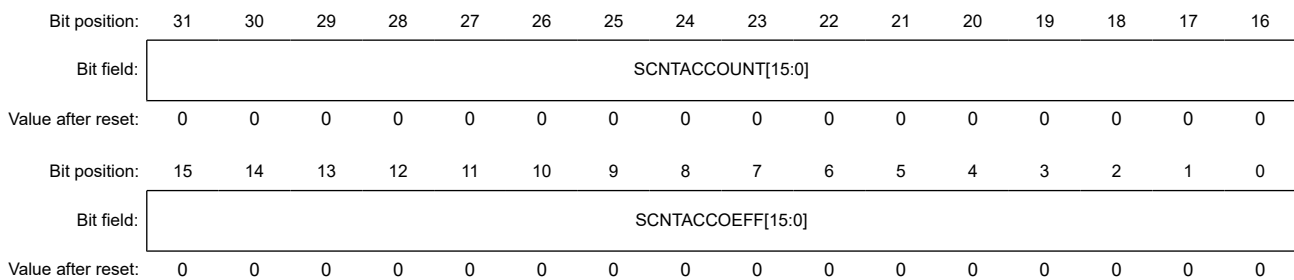 Bit position: 31 30 29 28 27 26 25 24 23 22 21 20 19 18 17 16
Bit field: SCNTACCOUNT[15:0]
Value after reset: 0 0 0 0 0 0 0 0 0 0 0 0 0 0 0 0
Bit position: 15 14 13 12 11 10 9 8 7 6 5 4 3 2 1 0
Bit field: SCNTACCOEFF[15:0]
Value after reset: 0 0 0 0 0 0 0 0 0 0 0 0 0 0 0 0